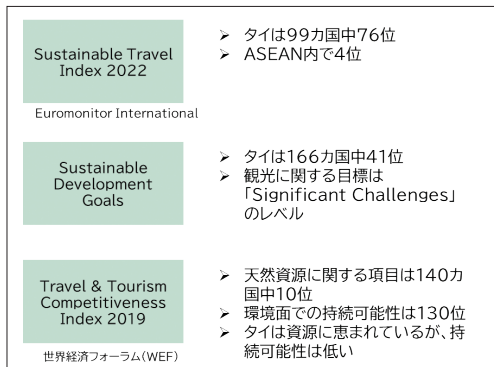 Sustainable Travel
Index 2022
➢ タイは99カ国中76位
➢ ASEAN内で4位
Euromonitor International
Sustainable
Development
Goals
➢ タイは166カ国中41位
➢ 観光に関する目標は
「Significant Challenges」
のレベル
Travel & Tourism
Competitiveness
Index 2019
➢ 天然資源に関する項目は140カ
国中10位
➢ 環境面での持続可能性は130位
➢ タイは資源に恵まれているが、持
続可能性は低い
世界経済フォーラム(WEF)